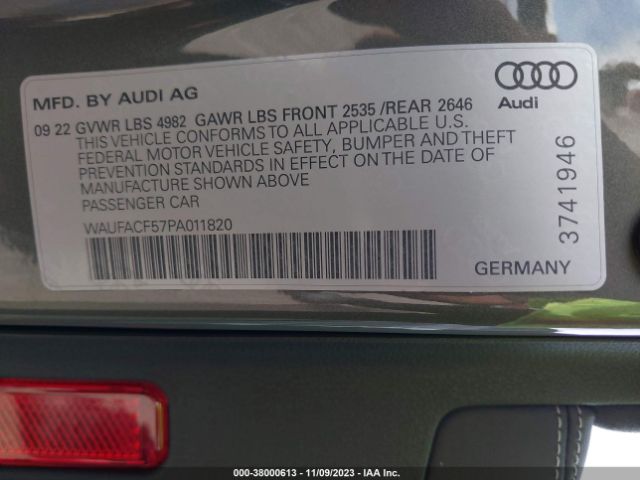 MFD. BY AUDI AG
Audi
09 22 GVWR LBS 4982 GAWR LBS FRONT 2535 /REAR 2646
THIS VEHICLE CONFORMS TO ALL APPLICABLE U.S.
FEDERAL MOTOR VEHICLE SAFETY, BUMPER AND THEFT
PREVENTION STANDARDS IN EFFECT ON THE DATE OF
MANUFACTURE SHOWN ABOVE
PASSENGER CAR
WAUFACF57PA011820
GERMANY
3741946
000-38000613 - 11/09/2023 - IAA Inc.